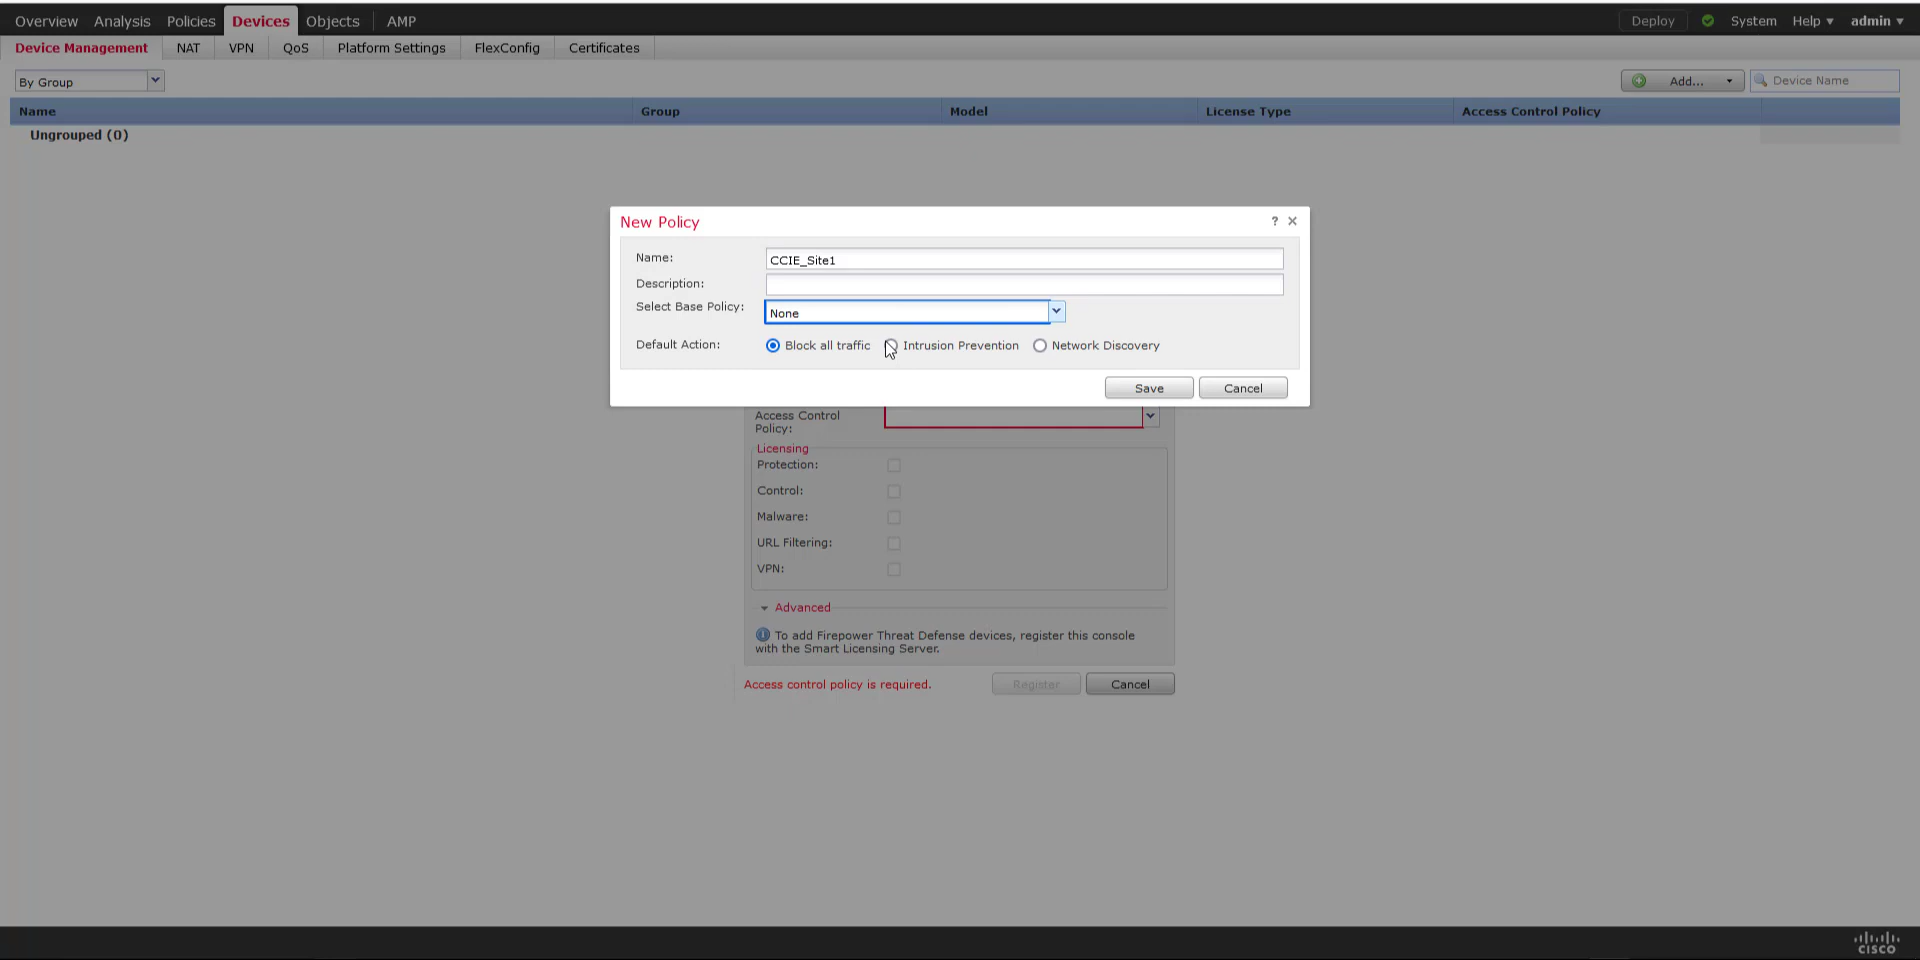 Overview Analysis Policies Devices Objects AMP Deploy System Help admin
Device Management NAT VPN QoS Platform Settings FlexConfig Certificates
By Group Add... Device Name
Name Group Model License Type Access Control Policy
Ungrouped (0)
New Policy ?
Name: CCIE_Site1
Description:
Select Base Policy: None
Default Action: Block all traffic Intrusion Prevention Network Discovery
Save Cancel
Access Control
Policy:
Licensing
Protection:
Control:
Malware:
URL Filtering:
VPN:
Advanced
To add Firepower Threat Defense devices, register this console
with the Smart Licensing Server.
Access control policy is required. Register Cancel
cisco